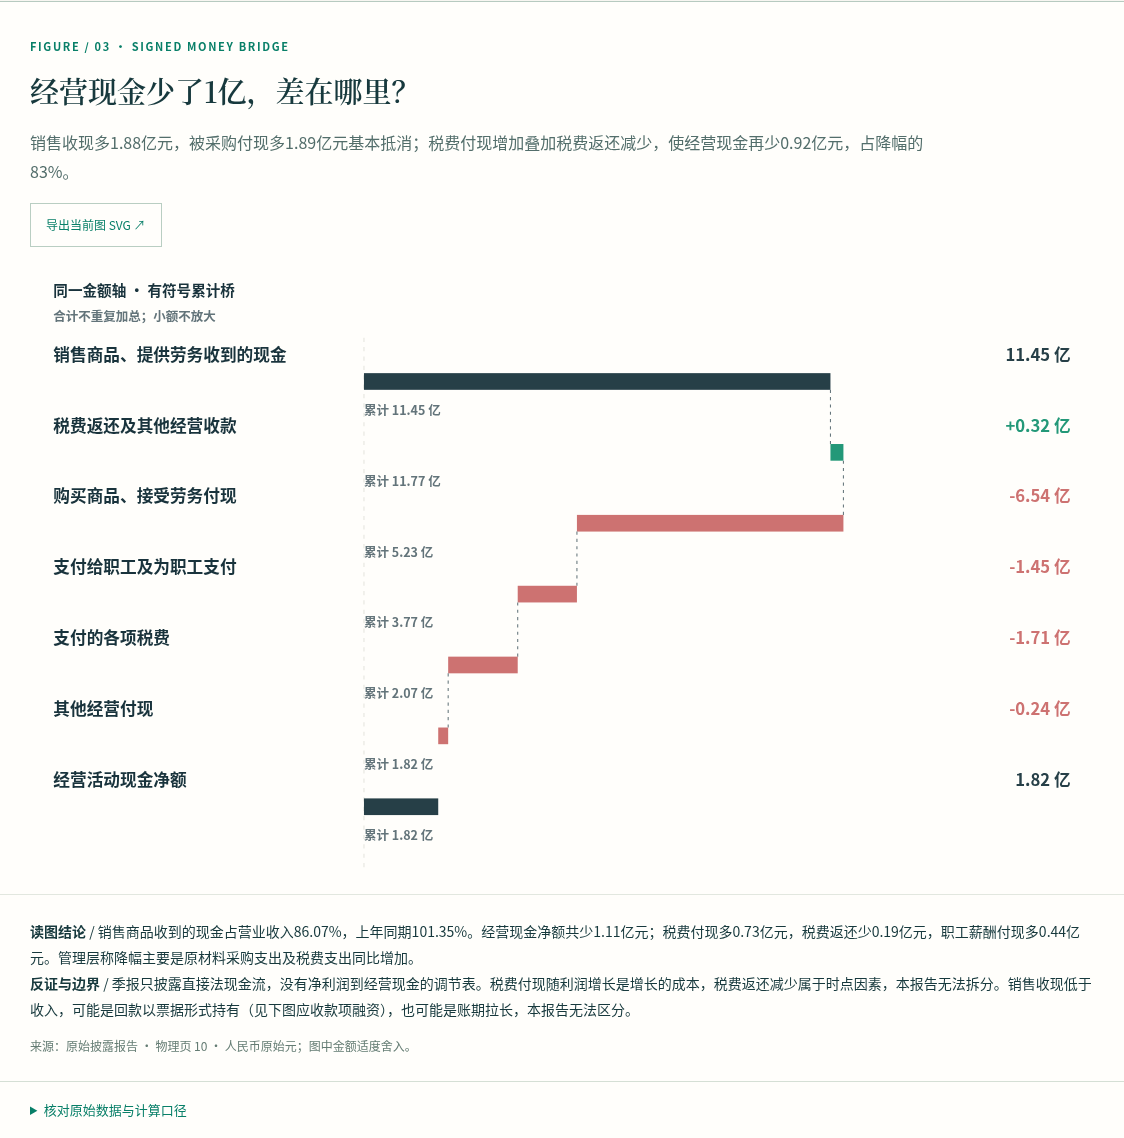 FIGURE / 03 · SIGNED MONEY BRIDGE
经营现金少了1亿，差在哪里？
销售收现多1.88亿元，被采购付现多1.89亿元基本抵消；税费付现增加叠加税费返还减少，使经营现金再少0.92亿元，占降幅的
83%。
导出当前图 SVG ↗
同一金额轴 · 有符号累计桥
合计不重复加总；小额不放大
销售商品、提供劳务收到的现金 11.45 亿
累计 11.45 亿
税费返还及其他经营收款 +0.32 亿
累计 11.77 亿
购买商品、接受劳务付现 -6.54 亿
累计 5.23 亿
支付给职工及为职工支付 -1.45 亿
累计 3.77 亿
支付的各项税费 -1.71 亿
累计 2.07 亿
其他经营付现 -0.24 亿
累计 1.82 亿
经营活动现金净额 1.82 亿
累计 1.82 亿
读图结论 / 销售商品收到的现金占营业收入86.07%，上年同期101.35%。经营现金净额共少1.11亿元；税费付现多0.73亿元，税费返还少0.19亿元，职工薪酬付现多0.44亿
元。管理层称降幅主要是原材料采购支出及税费支出同比增加。
反证与边界 / 季报只披露直接法现金流，没有净利润到经营现金的调节表。税费付现随利润增长是增长的成本，税费返还减少属于时点因素，本报告无法拆分。销售收现低于
收入，可能是回款以票据形式持有（见下图应收款项融资），也可能是账期拉长，本报告无法区分。
来源：原始披露报告 · 物理页 10 · 人民币原始元；图中金额适度舍入。
▶ 核对原始数据与计算口径